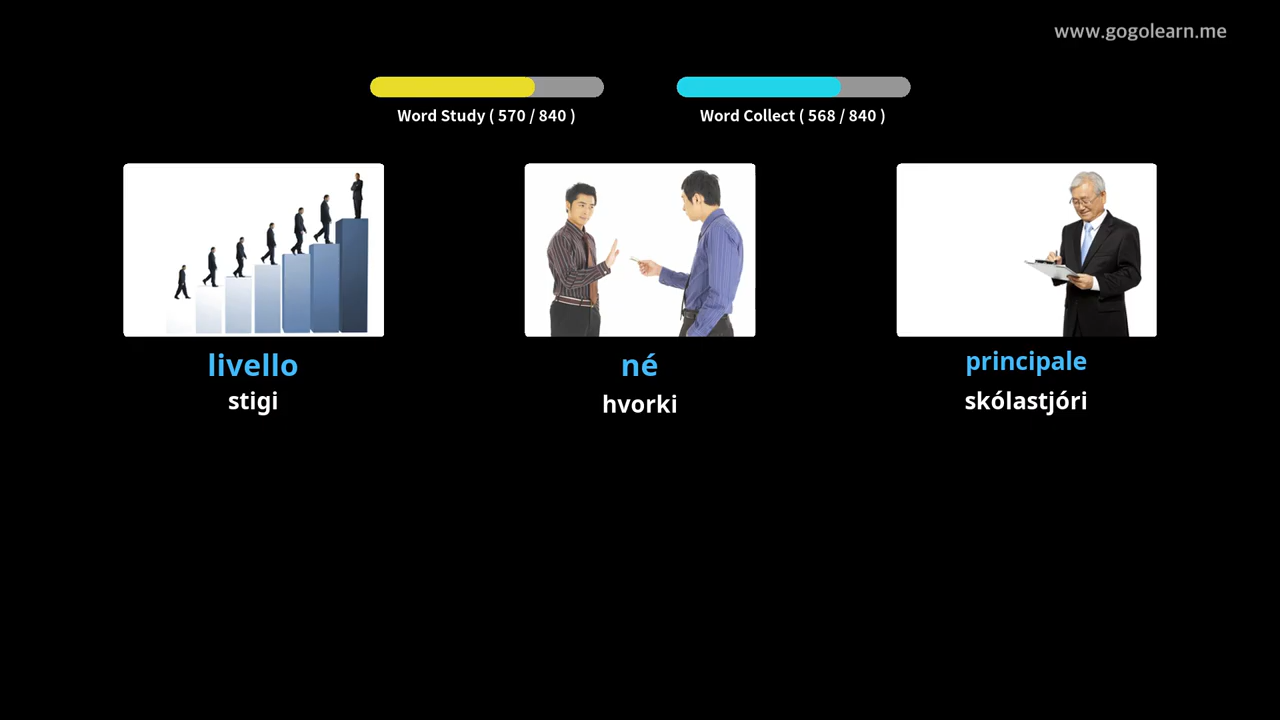 www.gogolearn.me
Word Study ( 570 / 840 )
Word Collect ( 568 / 840 )
livello
stigi
né
hvorki
principale
skólastjóri